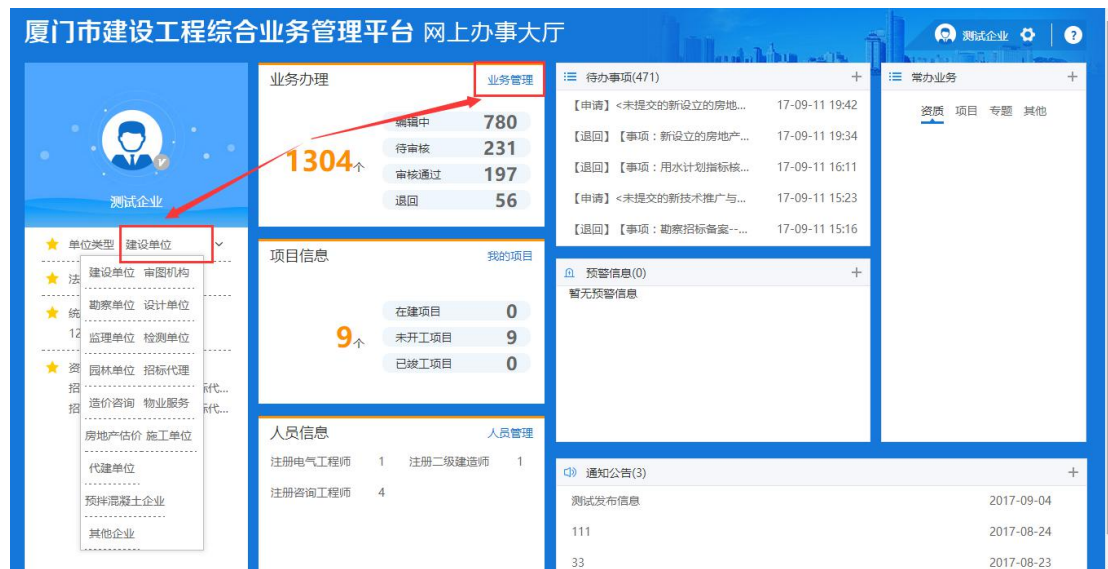 厦门市建设工程综合业务管理平台 网上办事大厅
测试企业
?
测试企业
单位类型 建设单位
法
统
12
资
招 标代...
招 标代...
建设单位 审图机构
勘察单位 设计单位
监理单位 检测单位
园林单位 招标代理
造价咨询 物业服务
房地产估价 施工单位
代建单位
预拌混凝土企业
其他企业
业务办理 业务管理
1304个
编辑中 780
待审核 231
审核通过 197
退回 56
项目信息 我的项目
9个
在建项目 0
未开工项目 9
已竣工项目 0
人员信息 人员管理
注册电气工程师 1 注册二级建造师 1
注册咨询工程师 4
待办事项(471) +
【申请】<未提交的新设立的房地... 17-09-11 19:42
【退回】【事项：新设立的房地产... 17-09-11 19:34
【退回】【事项：用水计划指标核... 17-09-11 16:11
【申请】<未提交的新技术推广与... 17-09-11 15:23
【退回】【事项：勘察招标备案--... 17-09-11 15:16
预警信息(0) +
暂无预警信息
常办业务 +
资质 项目 专题 其他
通知公告(3) +
测试发布信息 2017-09-04
111 2017-08-24
33 2017-08-23